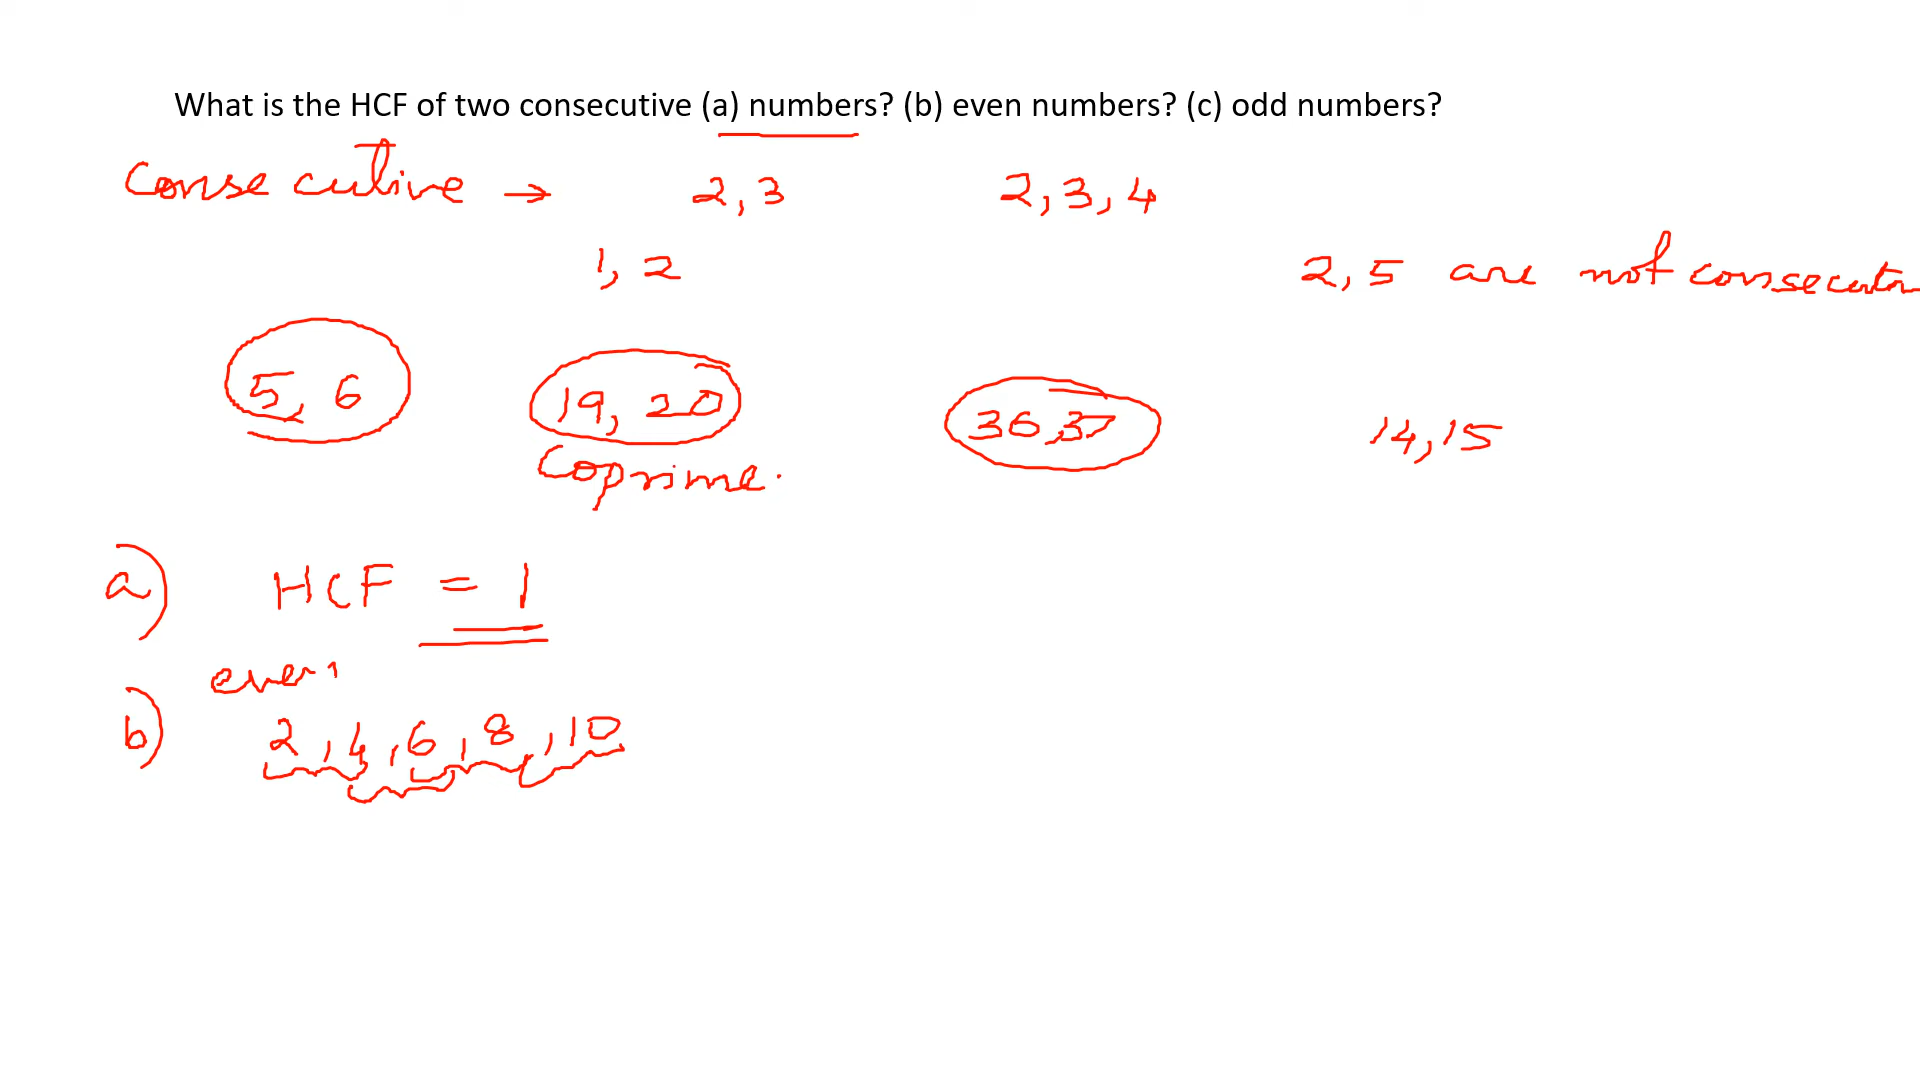 What is the HCF of two consecutive (a) numbers? (b) even numbers? (c) odd numbers?
Consecutive → 2, 3 2, 3, 4
1, 2 2, 5 are not
5, 6 19, 20 36, 37 14, 15
Coprime.
a) HCF = 1
even
b) 2, 4, 6, 8, 10